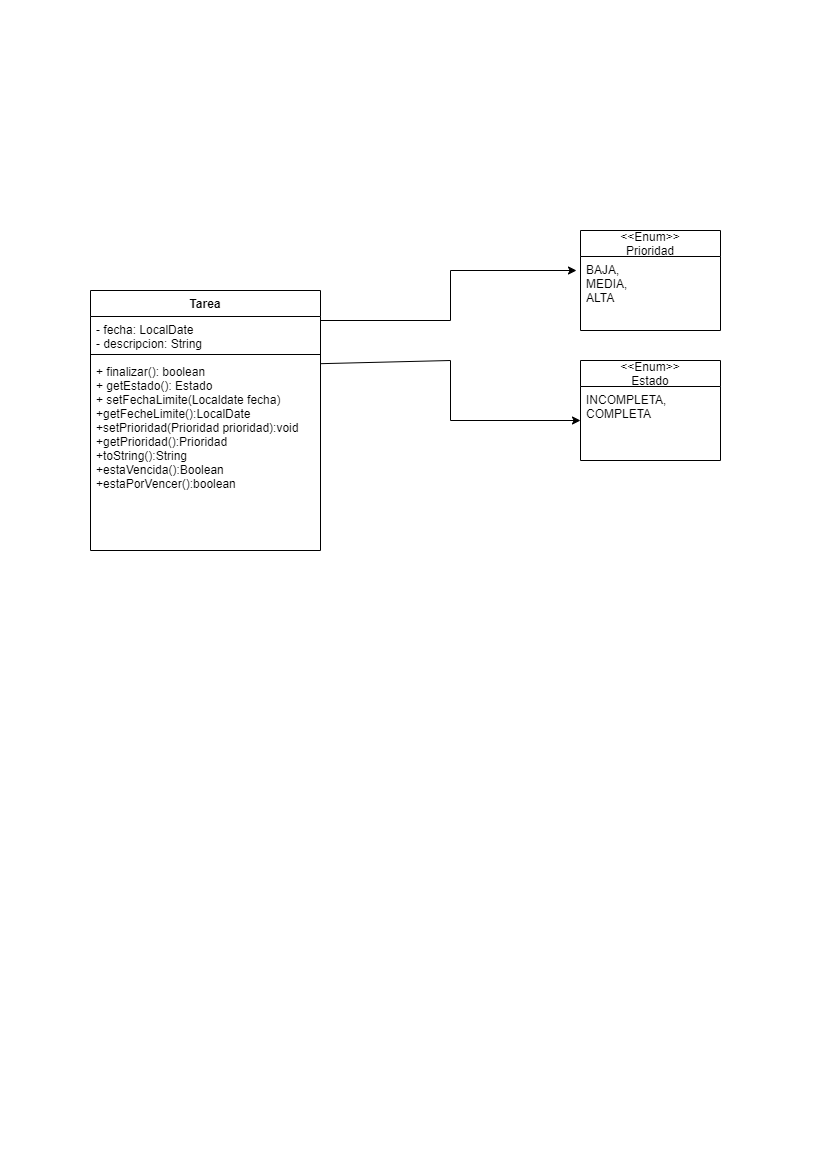 <<Enum>>
Prioridad
BAJA,
MEDIA,
ALTA
Tarea
- fecha: LocalDate
- descripcion: String
+ finalizar(): boolean
+ getEstado(): Estado
+ setFechaLimite(Localdate fecha)
+getFecheLimite():LocalDate
+setPrioridad(Prioridad prioridad):void
+getPrioridad():Prioridad
+toString():String
+estaVencida():Boolean
+estaPorVencer():boolean
<<Enum>>
Estado
INCOMPLETA,
COMPLETA